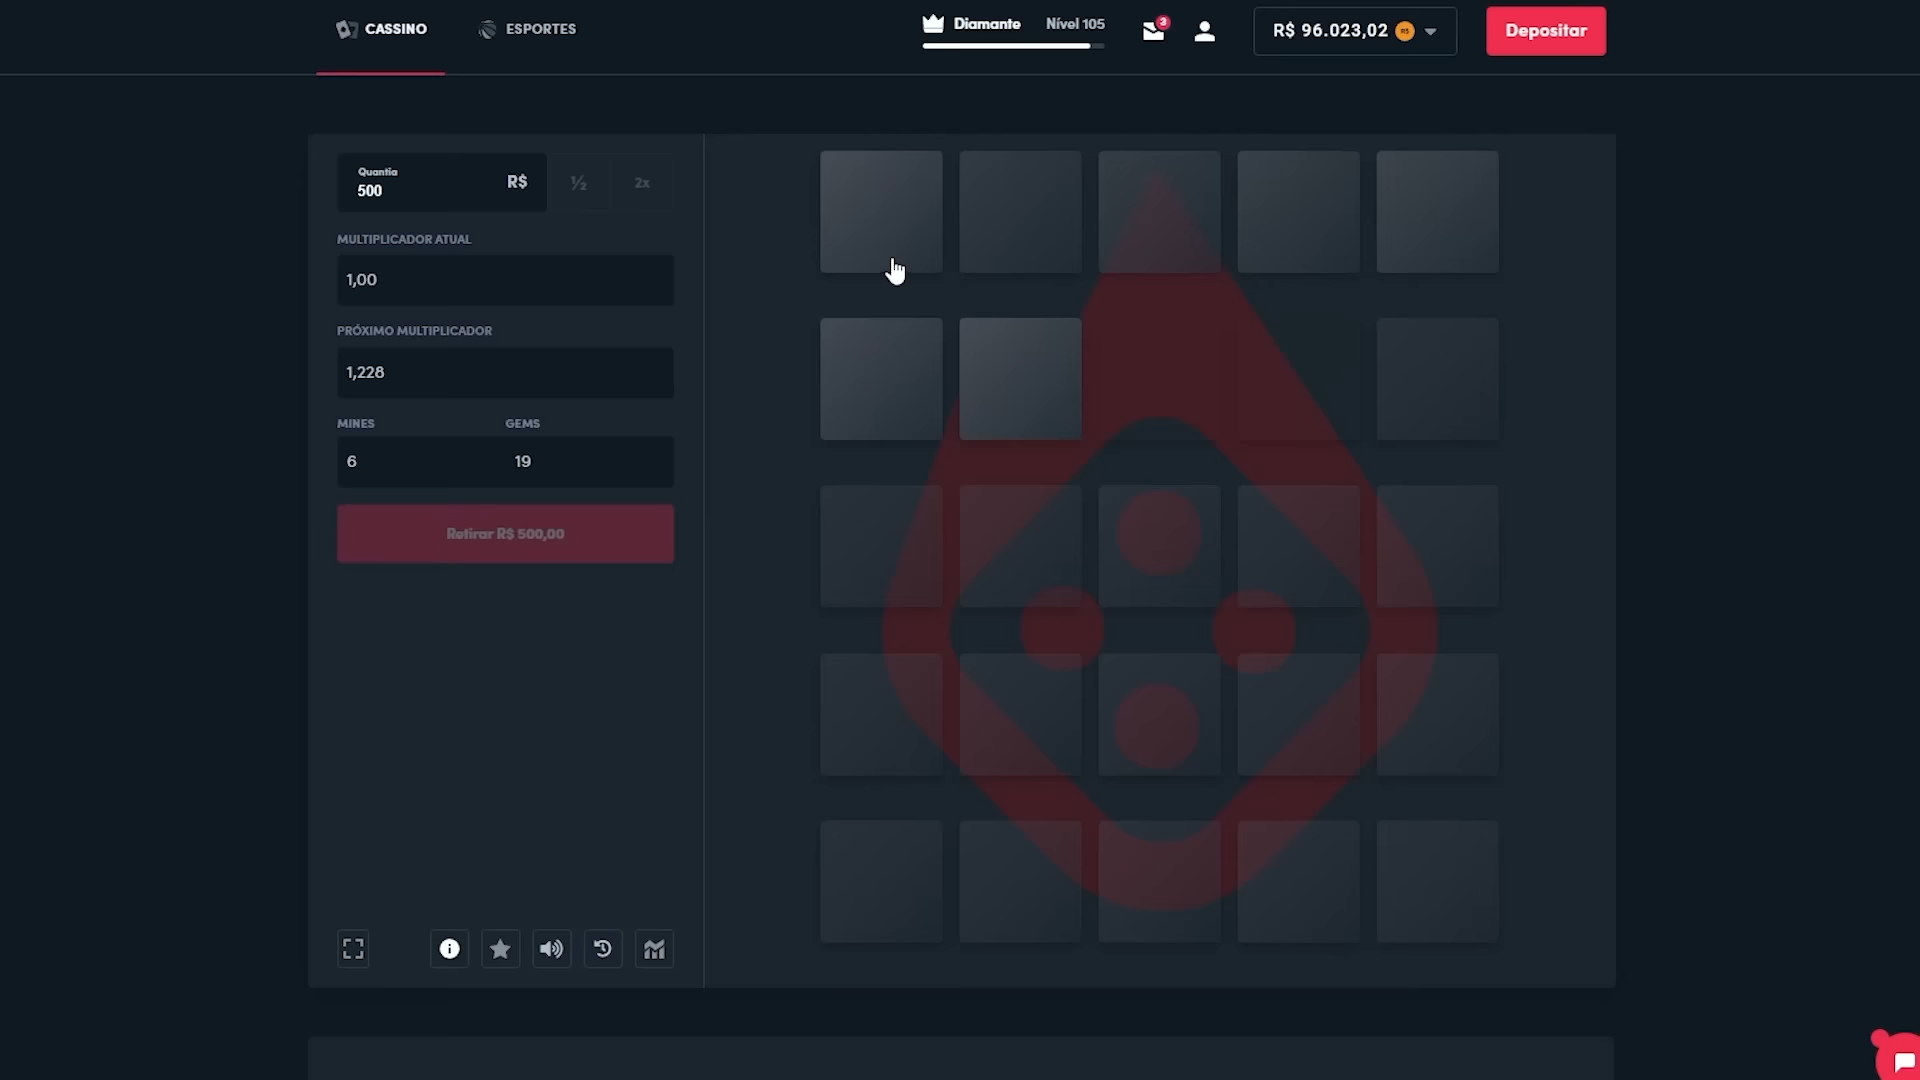 CASSINO
ESPORTES
Diamante
Nível 105
3
R$ 96.023,02
R$
Depositar
Quantia
500
R$
½
2x
MULTIPLICADOR ATUAL
1,00
PRÓXIMO MULTIPLICADOR
1,228
MINES GEMS
6 19
Retirar R$ 500,00